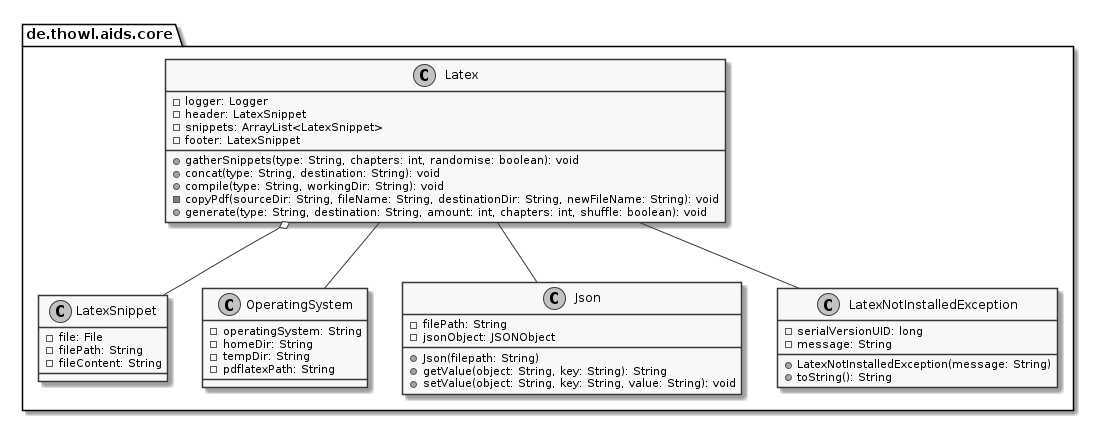 de.thowl.aids.core
C Latex
logger: Logger
header: LatexSnippet
snippets: ArrayList<LatexSnippet>
footer: LatexSnippet
gatherSnippets(type: String, chapters: int, randomise: boolean): void
concat(type: String, destination: String): void
compile(type: String, workingDir: String): void
copyPdf(sourceDir: String, fileName: String, destinationDir: String, newFileName: String): void
generate(type: String, destination: String, amount: int, chapters: int, shuffle: boolean): void
C LatexSnippet
file: File
filePath: String
fileContent: String
C OperatingSystem
operatingSystem: String
homeDir: String
tempDir: String
pdflatexPath: String
C Json
filePath: String
jsonObject: JSONObject
Json(filepath: String)
getValue(object: String, key: String): String
setValue(object: String, key: String, value: String): void
C LatexNotInstalledException
serialVersionUID: long
message: String
LatexNotInstalledException(message: String)
toString(): String